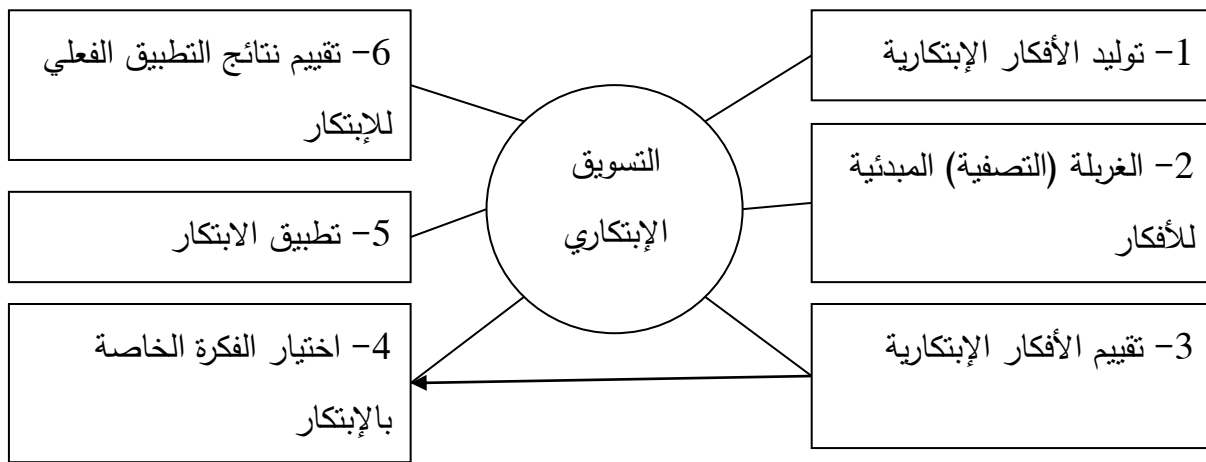 1- توليد الأفكار الإبتكارية
2- الغربلة (التصفية) المبدئية
للأفكار
3- تقييم الأفكار الإبتكارية
التسويق
الإبتكاري
6- تقييم نتائج التطبيق الفعلي
للإبتكار
5- تطبيق الابتكار
4- اختيار الفكرة الخاصة
بالإبتكار